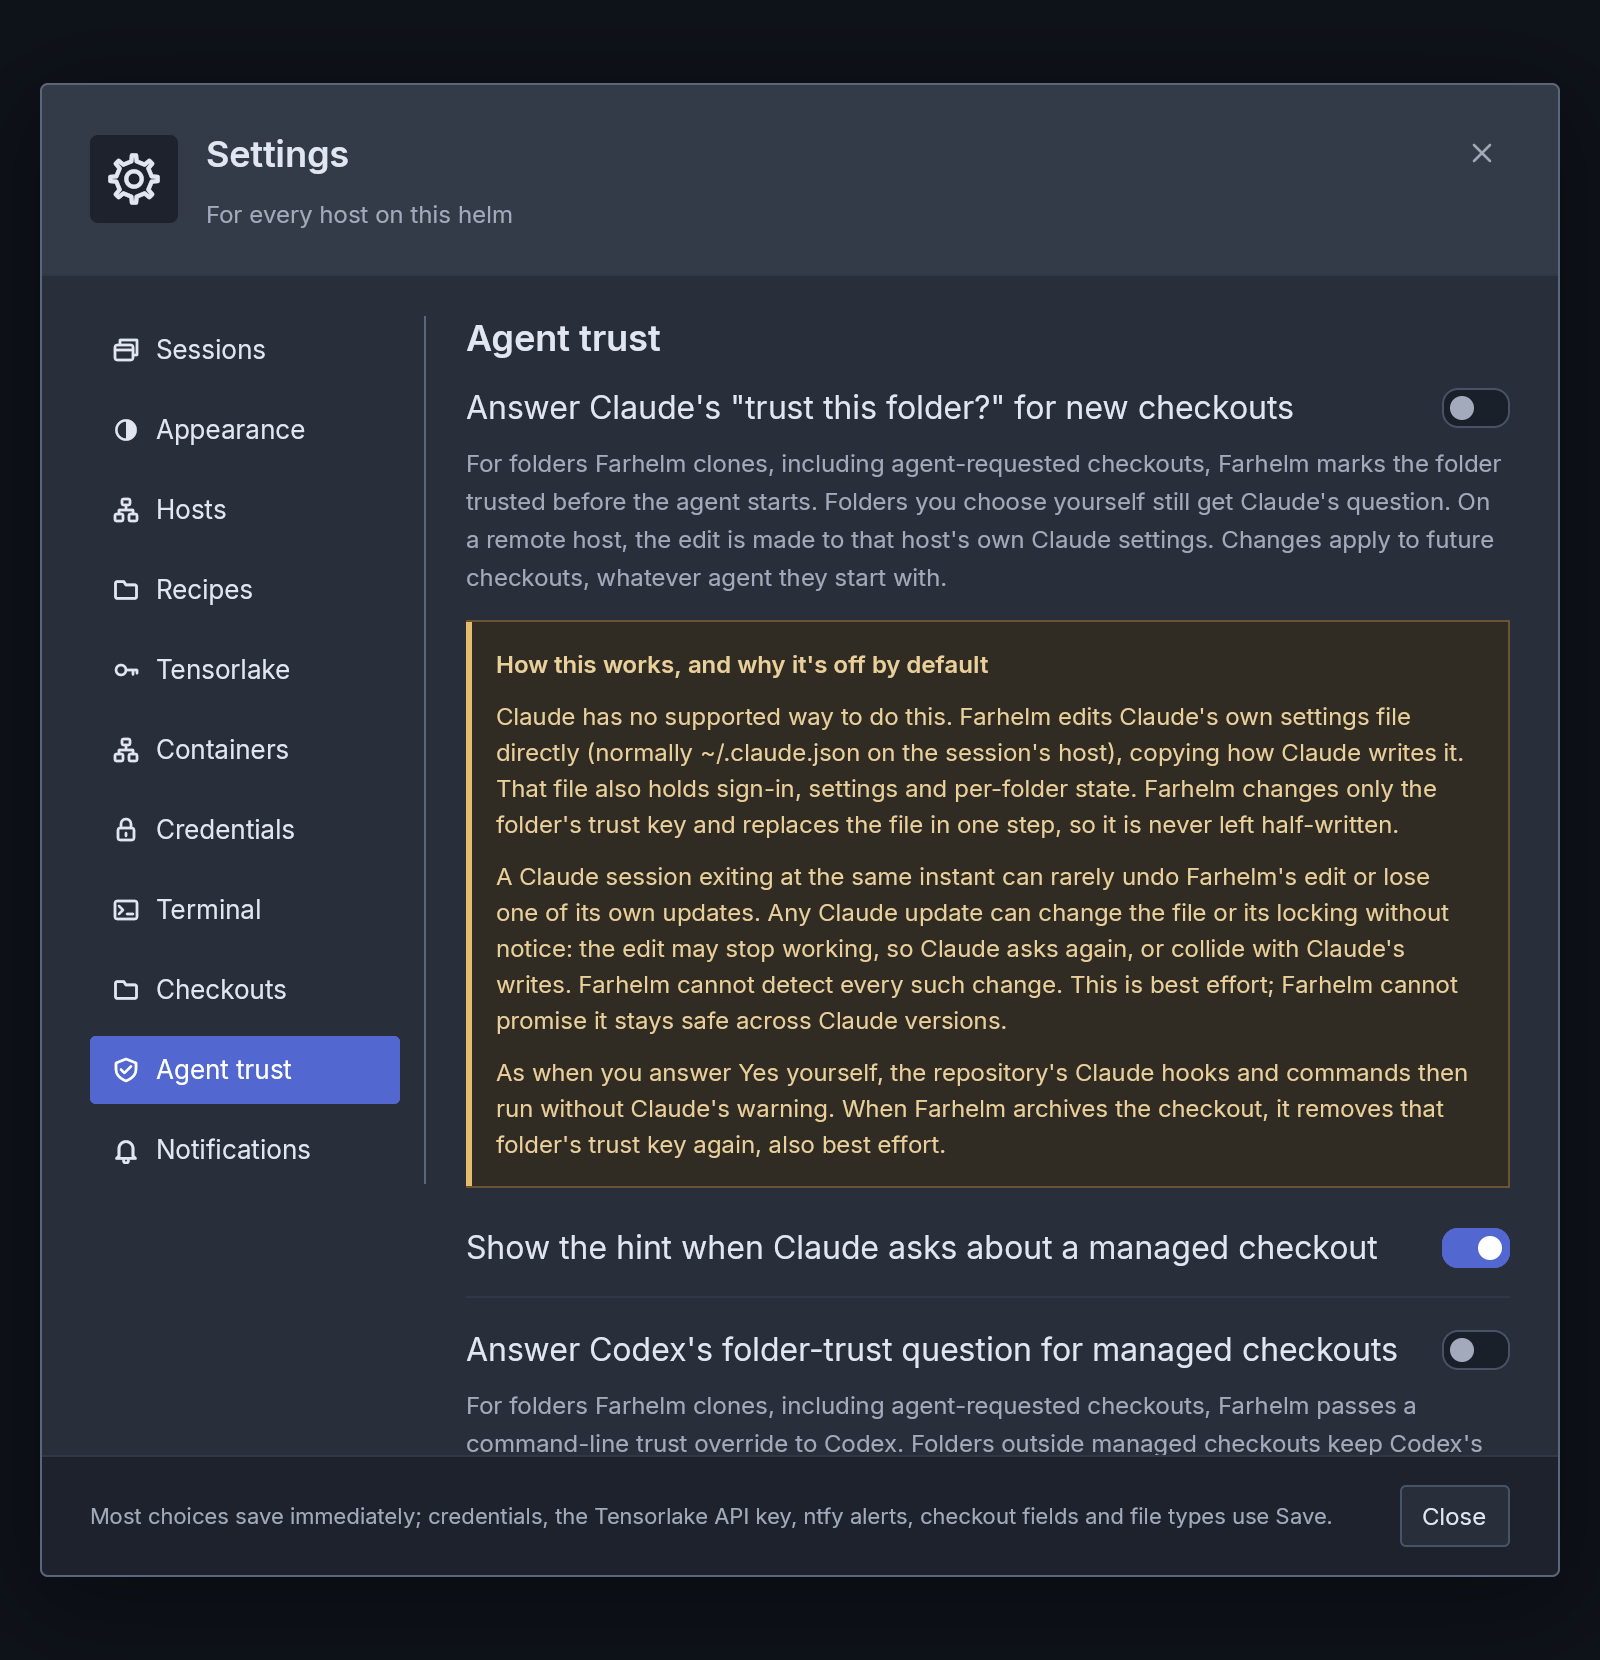 Settings
For every host on this helm
Sessions
Appearance
Hosts
Recipes
Tensorlake
Containers
Credentials
Terminal
Checkouts
Agent trust
Notifications
Agent trust
Answer Claude's "trust this folder?" for new checkouts
For folders Farhelm clones, including agent-requested checkouts, Farhelm marks the folder
trusted before the agent starts. Folders you choose yourself still get Claude's question. On
a remote host, the edit is made to that host's own Claude settings. Changes apply to future
checkouts, whatever agent they start with.
How this works, and why it's off by default
Claude has no supported way to do this. Farhelm edits Claude's own settings file
directly (normally ~/.claude.json on the session's host), copying how Claude writes it.
That file also holds sign-in, settings and per-folder state. Farhelm changes only the
folder's trust key and replaces the file in one step, so it is never left half-written.
A Claude session exiting at the same instant can rarely undo Farhelm's edit or lose
one of its own updates. Any Claude update can change the file or its locking without
notice: the edit may stop working, so Claude asks again, or collide with Claude's
writes. Farhelm cannot detect every such change. This is best effort; Farhelm cannot
promise it stays safe across Claude versions.
As when you answer Yes yourself, the repository's Claude hooks and commands then
run without Claude's warning. When Farhelm archives the checkout, it removes that
folder's trust key again, also best effort.
Show the hint when Claude asks about a managed checkout
Answer Codex's folder-trust question for managed checkouts
For folders Farhelm clones, including agent-requested checkouts, Farhelm passes a
command-line trust override to Codex. Folders outside managed checkouts keep Codex's
Most choices save immediately; credentials, the Tensorlake API key, ntfy alerts, checkout fields and file types use Save.
Close